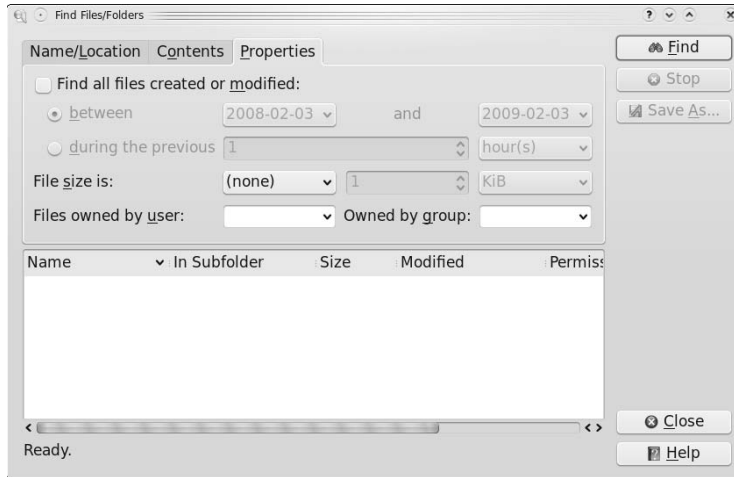 Find Files/Folders
Name/Location Contents Properties
Find all files created or modified:
between 2008-02-03 and 2009-02-03
during the previous 1 hour(s)
File size is: (none) 1 KiB
Files owned by user: Owned by group:
Name In Subfolder Size Modified Permiss
Ready.
Find
Stop
Save As...
Close
Help